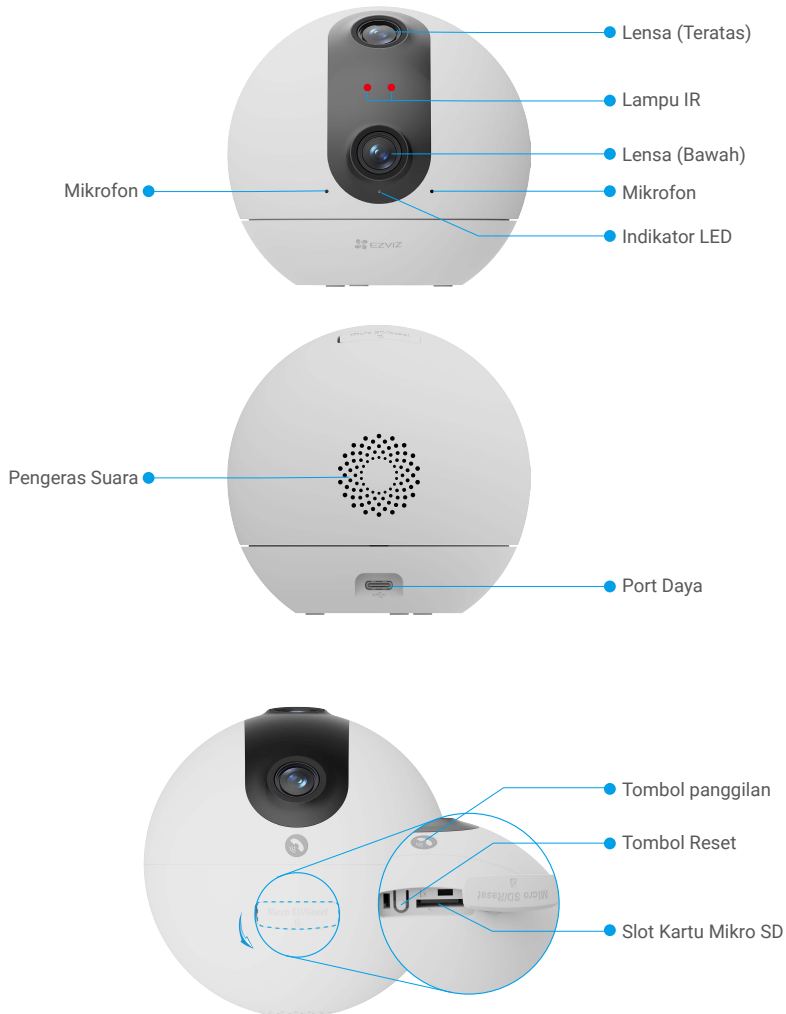 Lensa (Teratas)
Lampu IR
Lensa (Bawah)
Mikrofon
Mikrofon
Indikator LED
EZVIZ
Pengeras Suara
Port Daya
Tombol panggilan
Tombol Reset
Micro SD/Reset
Slot Kartu Mikro SD